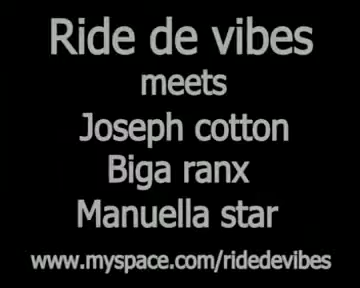 Ride de vibes
meets
Joseph cotton
Biga ranx
Manuella star
www.myspace.com/ridedevibes